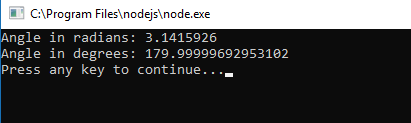 C:\Program Files\nodejs\node.exe
Angle in radians: 3.1415926
Angle in degrees: 179.99999692953102
Press any key to continue...